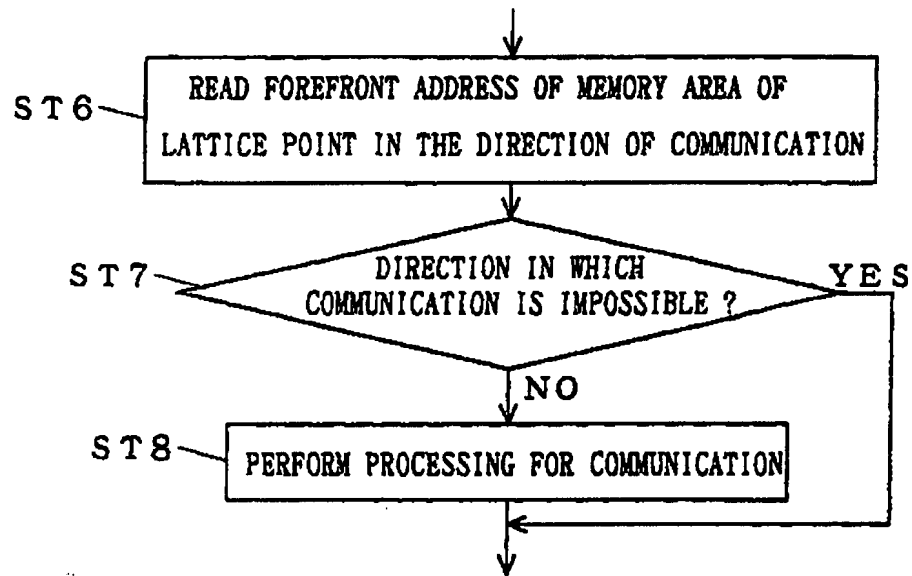 READ FOREFRONT ADDRESS OF MEMORY AREA OF
ST6
LATTICE POINT IN THE DIRECTION OF COMMUNICATION
ST7
DIRECTION IN WHICH
YES
COMMUNICATION IS IMPOSSIBLE ?
NO
ST8
PERFORM PROCESSING FOR COMMUNICATION